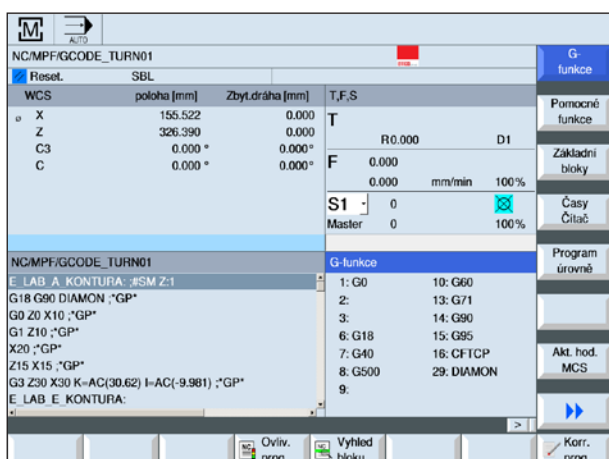 M
AUTO
NC/MPF/GCODE_TURN01
Reset. SBL
WCS poloha [mm] Zbyt.dráha [mm]
X 155.522 0.000
Z 326.390 0.000
C3 0.000 ° 0.000°
C 0.000 ° 0.000°
T,F,S
T
R0.000 D1
F 0.000
0.000 mm/min 100%
S1 0
Master 0 100%
NC/MPF/GCODE_TURN01
E_LAB_A_KONTURA: ;#SM Z:1
G18 G90 DIAMON ;*GP*
G0 Z0 X10 ;*GP*
G1 Z10 ;*GP*
X20 ;*GP*
Z15 X15 ;*GP*
G3 Z30 X30 K=AC(30.62) I=AC(-9.981) ;*GP*
E_LAB_E_KONTURA:
G-funkce
1: G0 10: G60
2: 13: G71
3: 14: G90
6: G18 15: G95
7: G40 16: CFTCP
8: G500 29: DIAMON
9:
G-
funkce
Pomocné
funkce
Základní
bloky
Časy
Čítač
Program
úrovně
Akt. hod.
MCS
>
NC Ovliv.
prog.
NC Vyhled
bloku
Korr.
prog.